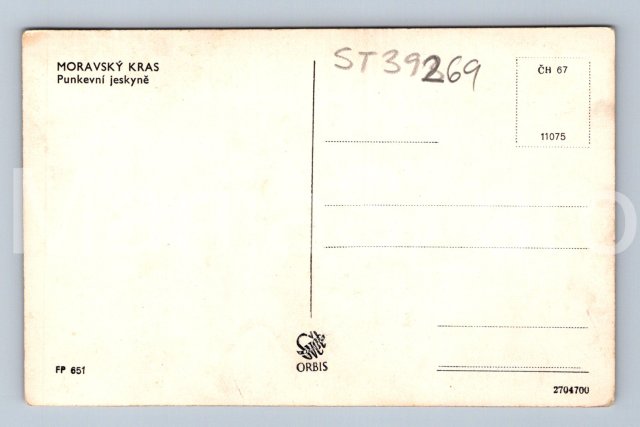 MORAVSKÝ KRAS
Punkevní jeskyně
ST39269
ČH 67
11075
ORBIS
FP 651
2704700